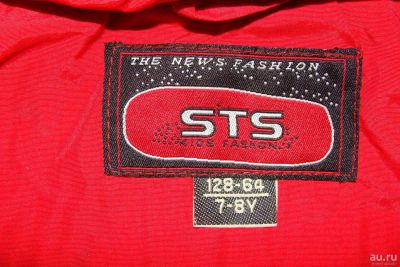 THE NEWS FASHION
STS
KIDS FASHION
128-64
7-8Y
au.ru